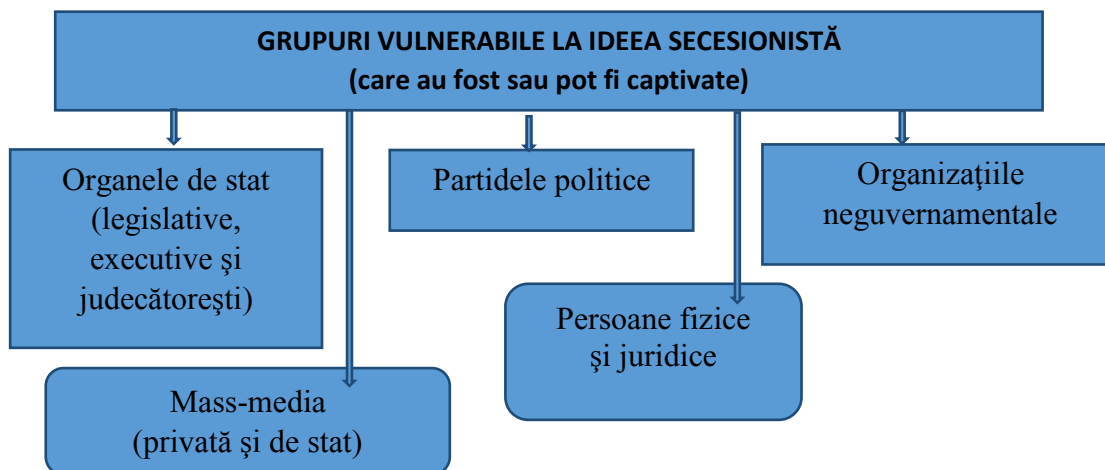 GRUPURI VULNERABILE LA IDEEA SECESIONISTĂ
(care au fost sau pot fi captivate)
Organele de stat
(legislative,
executive şi
judecătoreşti)
Partidele politice
Organizaţiile
neguvernamentale
Persoane fizice
şi juridice
Mass-media
(privată şi de stat)